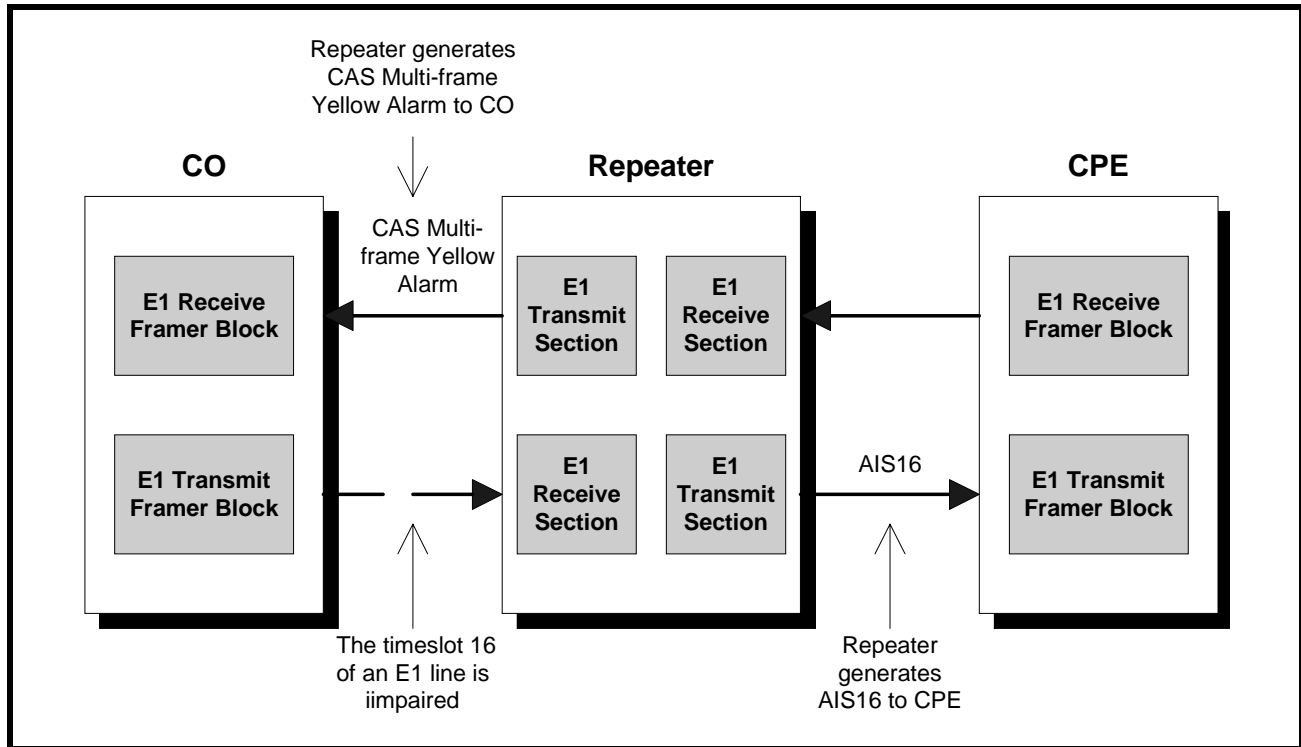 Repeater generates
CAS Multi-frame
Yellow Alarm to CO
CO
Repeater
CPE
CAS Multi-
frame Yellow
Alarm
E1 Receive
Framer Block
E1
Transmit
Section
E1
Receive
Section
E1 Receive
Framer Block
E1 Transmit
Framer Block
E1
Receive
Section
E1
Transmit
Section
AIS16
E1 Transmit
Framer Block
The timeslot 16
of an E1 line is
iimpaired
Repeater
generates
AIS16 to CPE